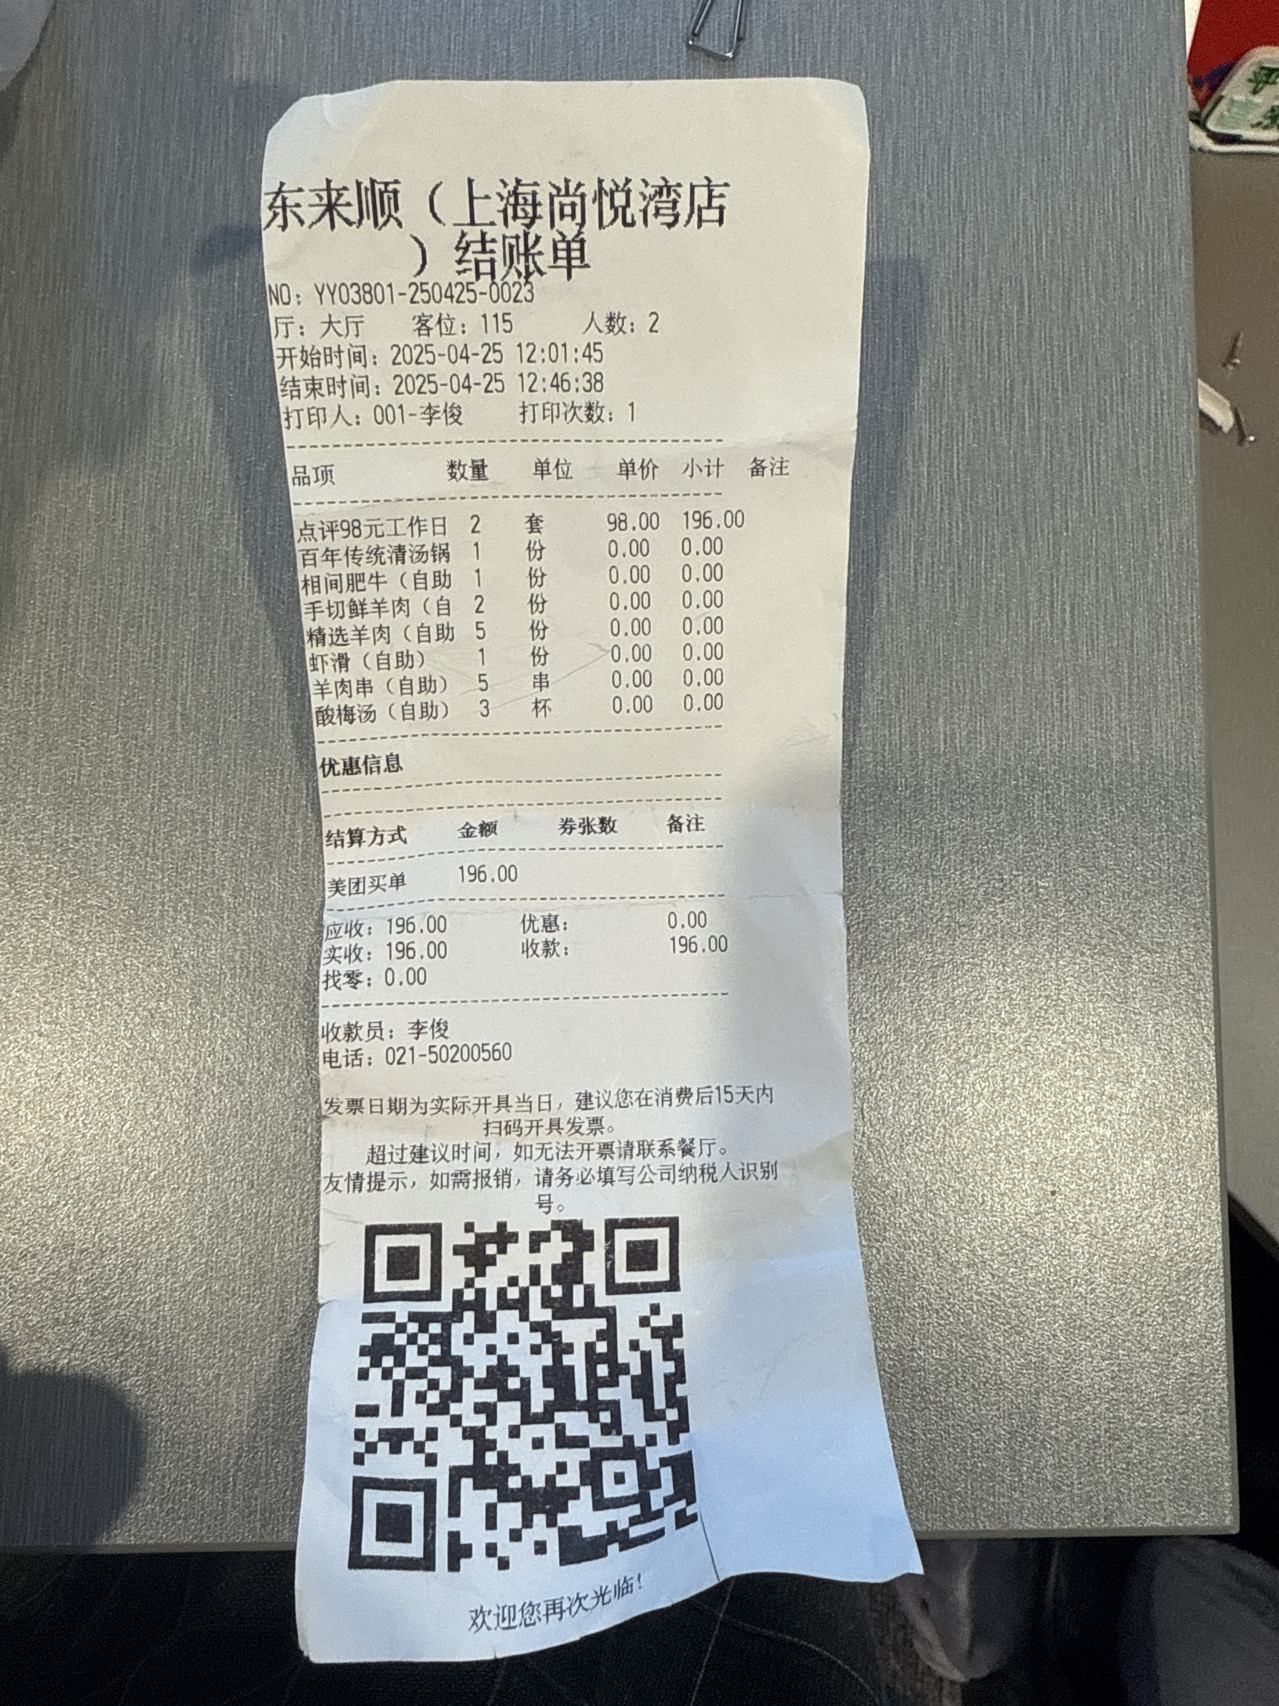 东来顺（上海尚悦湾店
）结账单
NO：YY03801-250425-0023
厅：大厅 客位：115 人数：2
开始时间：2025-04-25 12:01:45
结束时间：2025-04-25 12:46:38
打印人：001-李俊 打印次数：1
品项 数量 单位 单价 小计 备注
点评98元工作日 2 套 98.00 196.00
百年传统清汤锅 1 份 0.00 0.00
相间肥牛（自助 1 份 0.00 0.00
手切鲜羊肉（自 2 份 0.00 0.00
精选羊肉（自助 5 份 0.00 0.00
虾滑（自助） 1 份 0.00 0.00
羊肉串（自助） 5 串 0.00 0.00
酸梅汤（自助） 3 杯 0.00 0.00
优惠信息
结算方式 金额 券张数 备注
美团买单 196.00
应收：196.00 优惠： 0.00
实收：196.00 收款： 196.00
找零：0.00
收款员：李俊
电话：021-50200560
发票日期为实际开具当日，建议您在消费后15天内
扫码开具发票。
超过建议时间，如无法开票请联系餐厅。
友情提示，如需报销，请务必填写公司纳税人识别
号。
欢迎您再次光临！